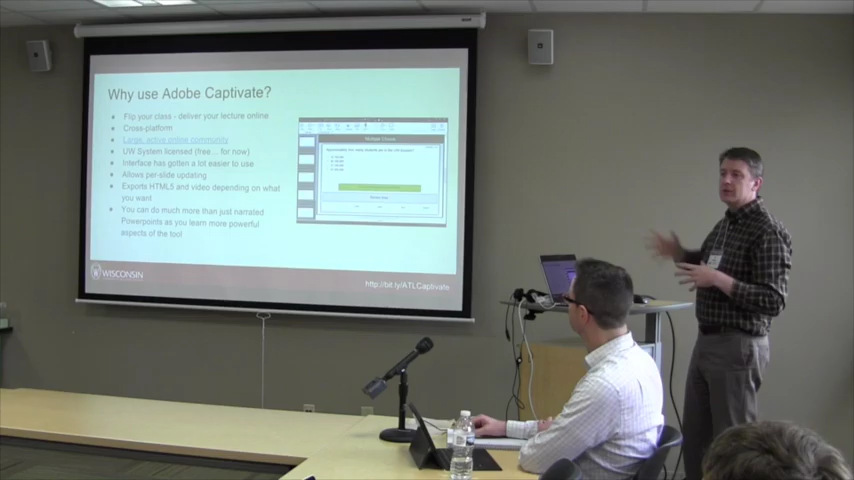 Why use Adobe Captivate?
Flip your class - deliver your lecture online
Cross-platform
Large, active online community
UW System licensed (free... for now)
Interface has gotten a lot easier to use
Allows per-slide updating
Exports HTML5 and video depending on what
you want
You can do much more than just narrated
Powerpoints as you learn more powerful
aspects of the tool
Multiple Choice
WISCONSIN
http://bit.ly/ATLCaptivate